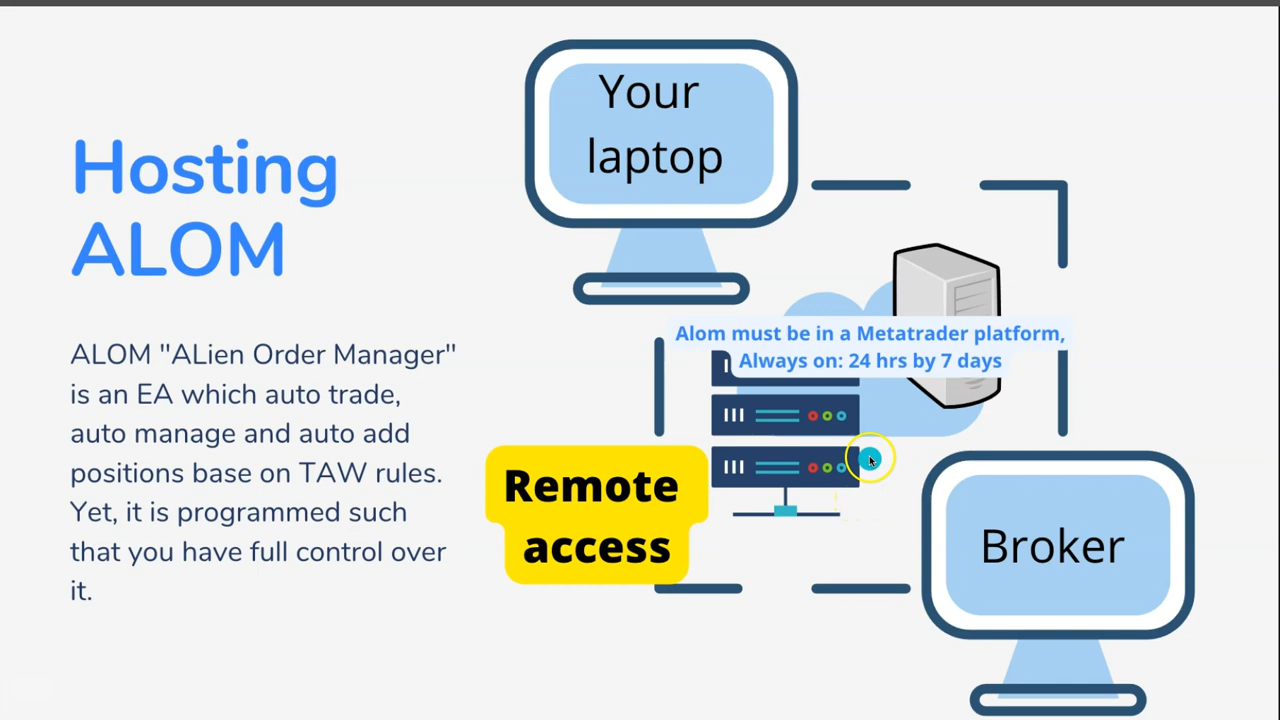 Hosting
ALOM
ALOM "ALien Order Manager"
is an EA which auto trade,
auto manage and auto add
positions base on TAW rules.
Yet, it is programmed such
that you have full control over
it.
Your
laptop
Alom must be in a Metatrader platform,
Always on: 24 hrs by 7 days
Remote
access
Broker